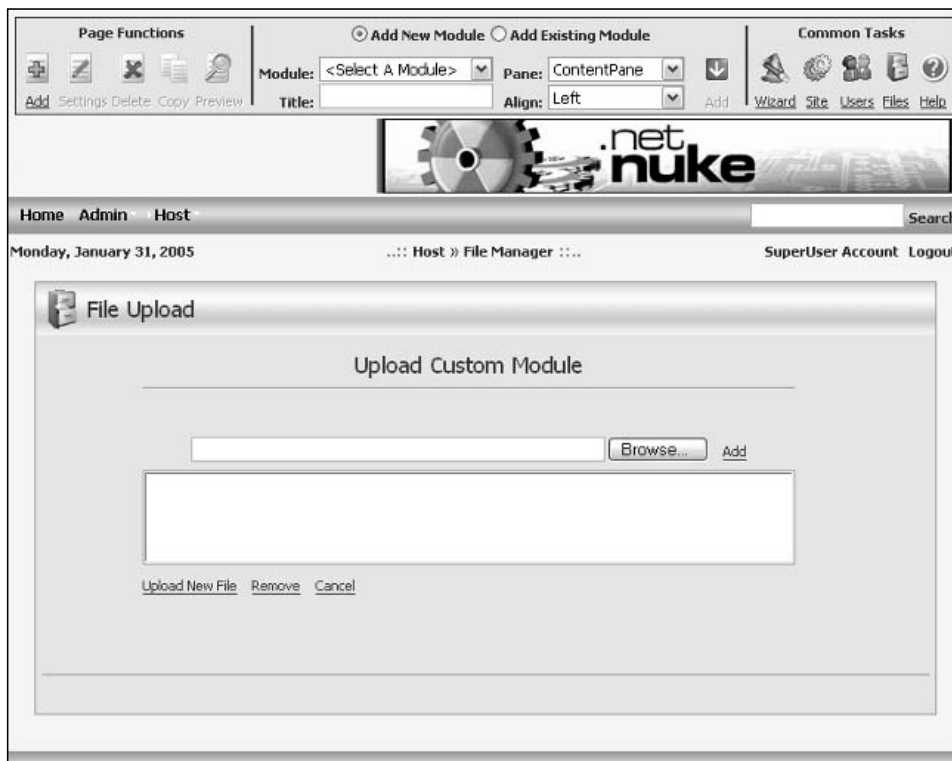 Page Functions
Add New Module Add Existing Module
Common Tasks
Module: <Select A Module> Pane: ContentPane
Add Settings Delete Copy Preview
Title: Align: Left Add
Wizard Site Users Files Help
.net
nuke
Home Admin Host
Search
Monday, January 31, 2005 ..:: Host » File Manager ::.. SuperUser Account Logout
File Upload
Upload Custom Module
Browse... Add
Upload New File Remove Cancel